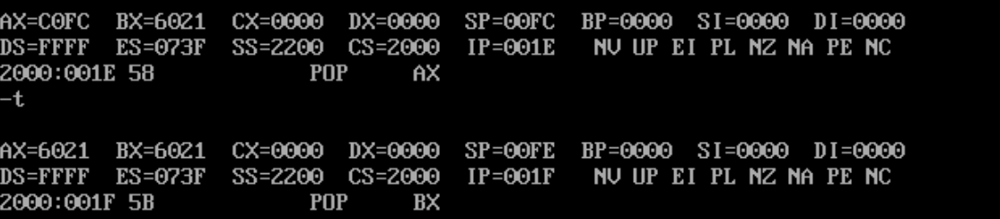 AX=C0FC  BX=6021  CX=0000  DX=0000  SP=00FC  BP=0000  SI=0000  DI=0000
DS=FFFF  ES=073F  SS=2200  CS=2000  IP=001E   NV UP EI PL NZ NA PE NC
2000:001E 58            POP     AX
-t
AX=6021  BX=6021  CX=0000  DX=0000  SP=00FE  BP=0000  SI=0000  DI=0000
DS=FFFF  ES=073F  SS=2200  CS=2000  IP=001F   NV UP EI PL NZ NA PE NC
2000:001F 5B            POP     BX